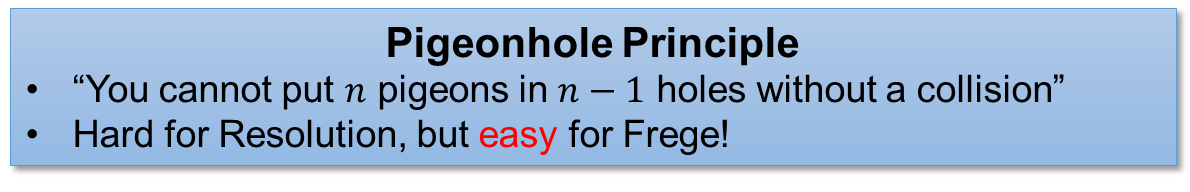 Pigeonhole Principle
• “You cannot put n pigeons in n − 1 holes without a collision”
• Hard for Resolution, but easy for Frege!